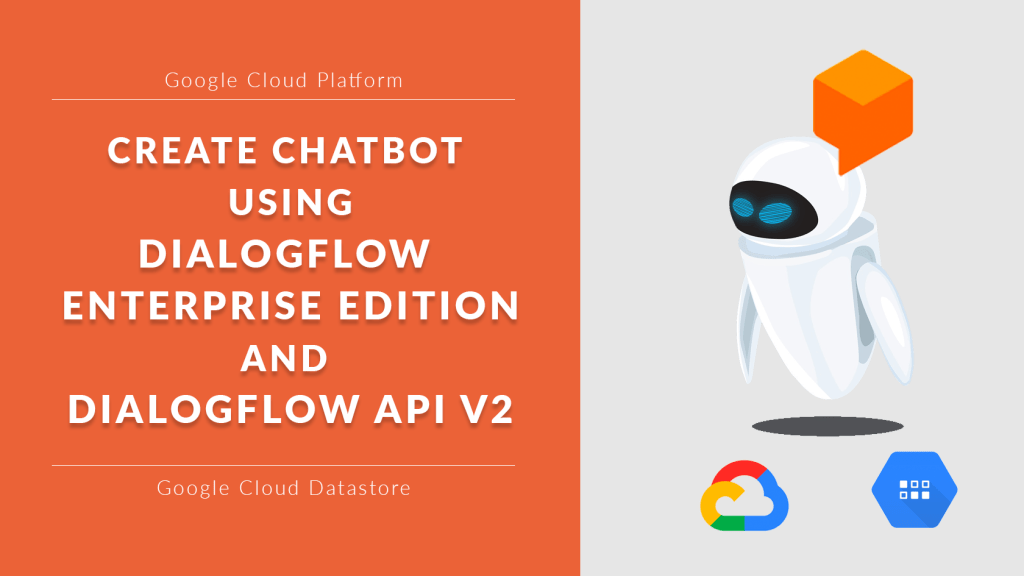 Google Cloud Platform
CREATE CHATBOT
USING
DIALOGFLOW
ENTERPRISE EDITION
AND
DIALOGFLOW API V2
Google Cloud Datastore